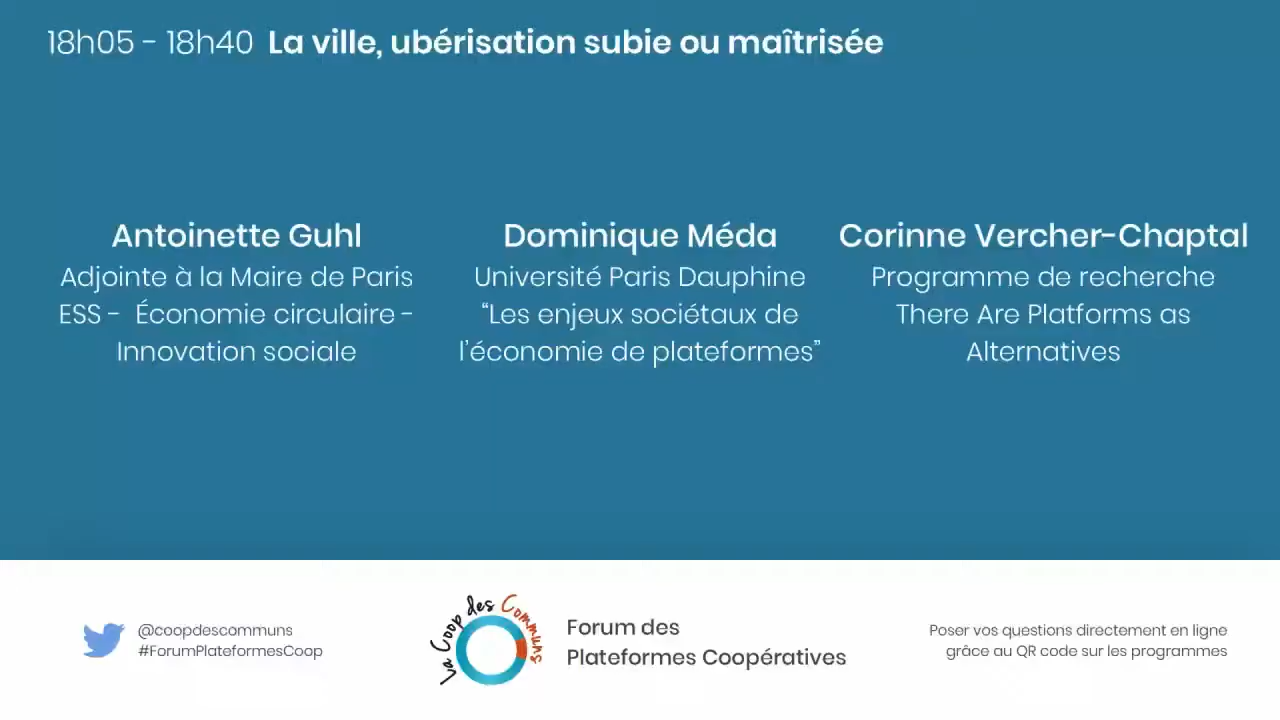 18h05 - 18h40 La ville, ubérisation subie ou maîtrisée
Antoinette Guhl
Adjointe à la Maire de Paris
ESS - Économie circulaire -
Innovation sociale
Dominique Méda
Université Paris Dauphine
“Les enjeux sociétaux de
l’économie de plateformes”
Corinne Vercher-Chaptal
Programme de recherche
There Are Platforms as
Alternatives
@coopdescommuns
#ForumPlateformesCoop
La Coop des Communs
Forum des
Plateformes Coopératives
Poser vos questions directement en ligne
grâce au QR code sur les programmes